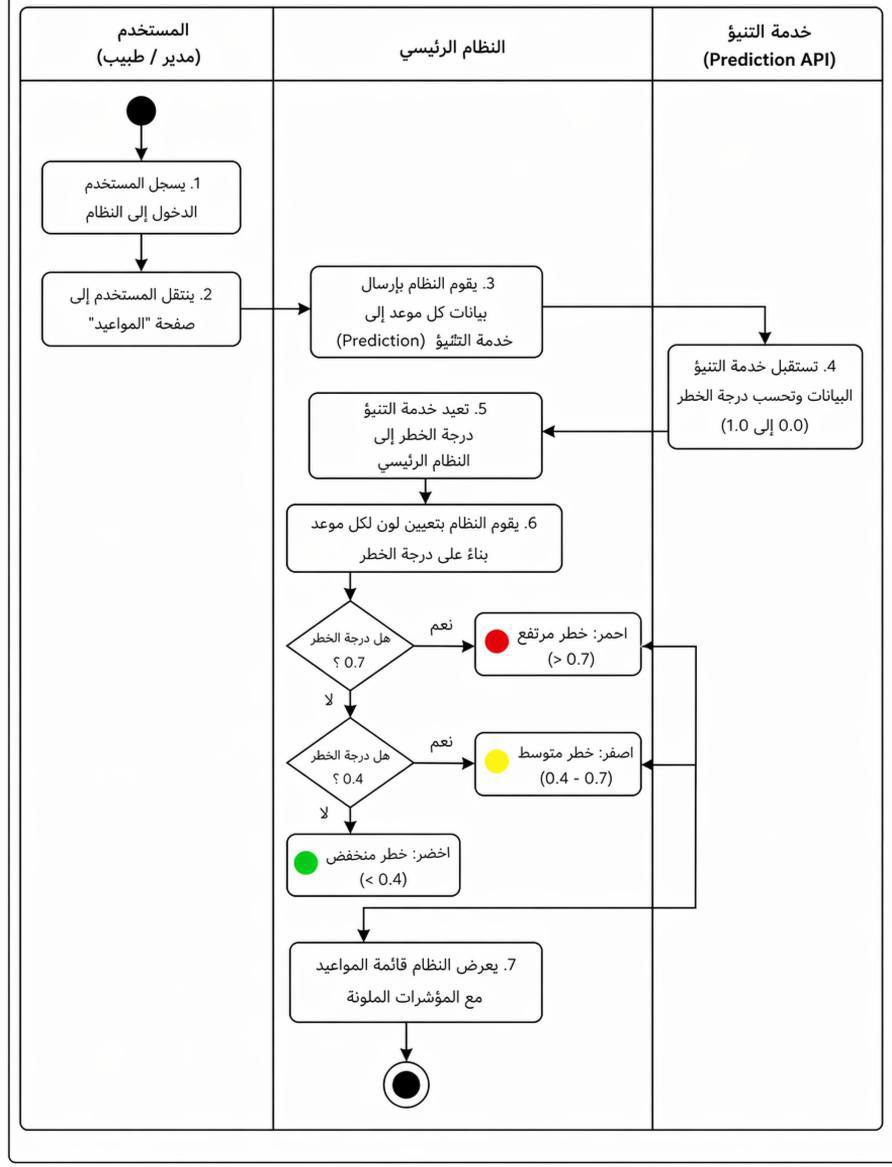 المستخدم
(مدير / طبيب)
النظام الرئيسي
خدمة التنبؤ
(Prediction API)
1. يسجل المستخدم
الدخول إلى النظام
2. ينتقل المستخدم إلى
صفحة "المواعيد"
3. يقوم النظام بإرسال
بيانات كل موعد إلى
خدمة التنبؤ (Prediction)
4. تستقبل خدمة التنبؤ
البيانات وتحسب درجة الخطر
(0.0 إلى 1.0)
5. تعيد خدمة التنبؤ
درجة الخطر إلى
النظام الرئيسي
6. يقوم النظام بتعيين لون لكل موعد
بناءً على درجة الخطر
هل درجة الخطر
0.7 ؟
نعم
احمر: خطر مرتفع
(> 0.7)
لا
هل درجة الخطر
0.4 ؟
نعم
اصفر: خطر متوسط
(0.4 - 0.7)
لا
اخضر: خطر منخفض
(< 0.4)
7. يعرض النظام قائمة المواعيد
مع المؤشرات الملونة